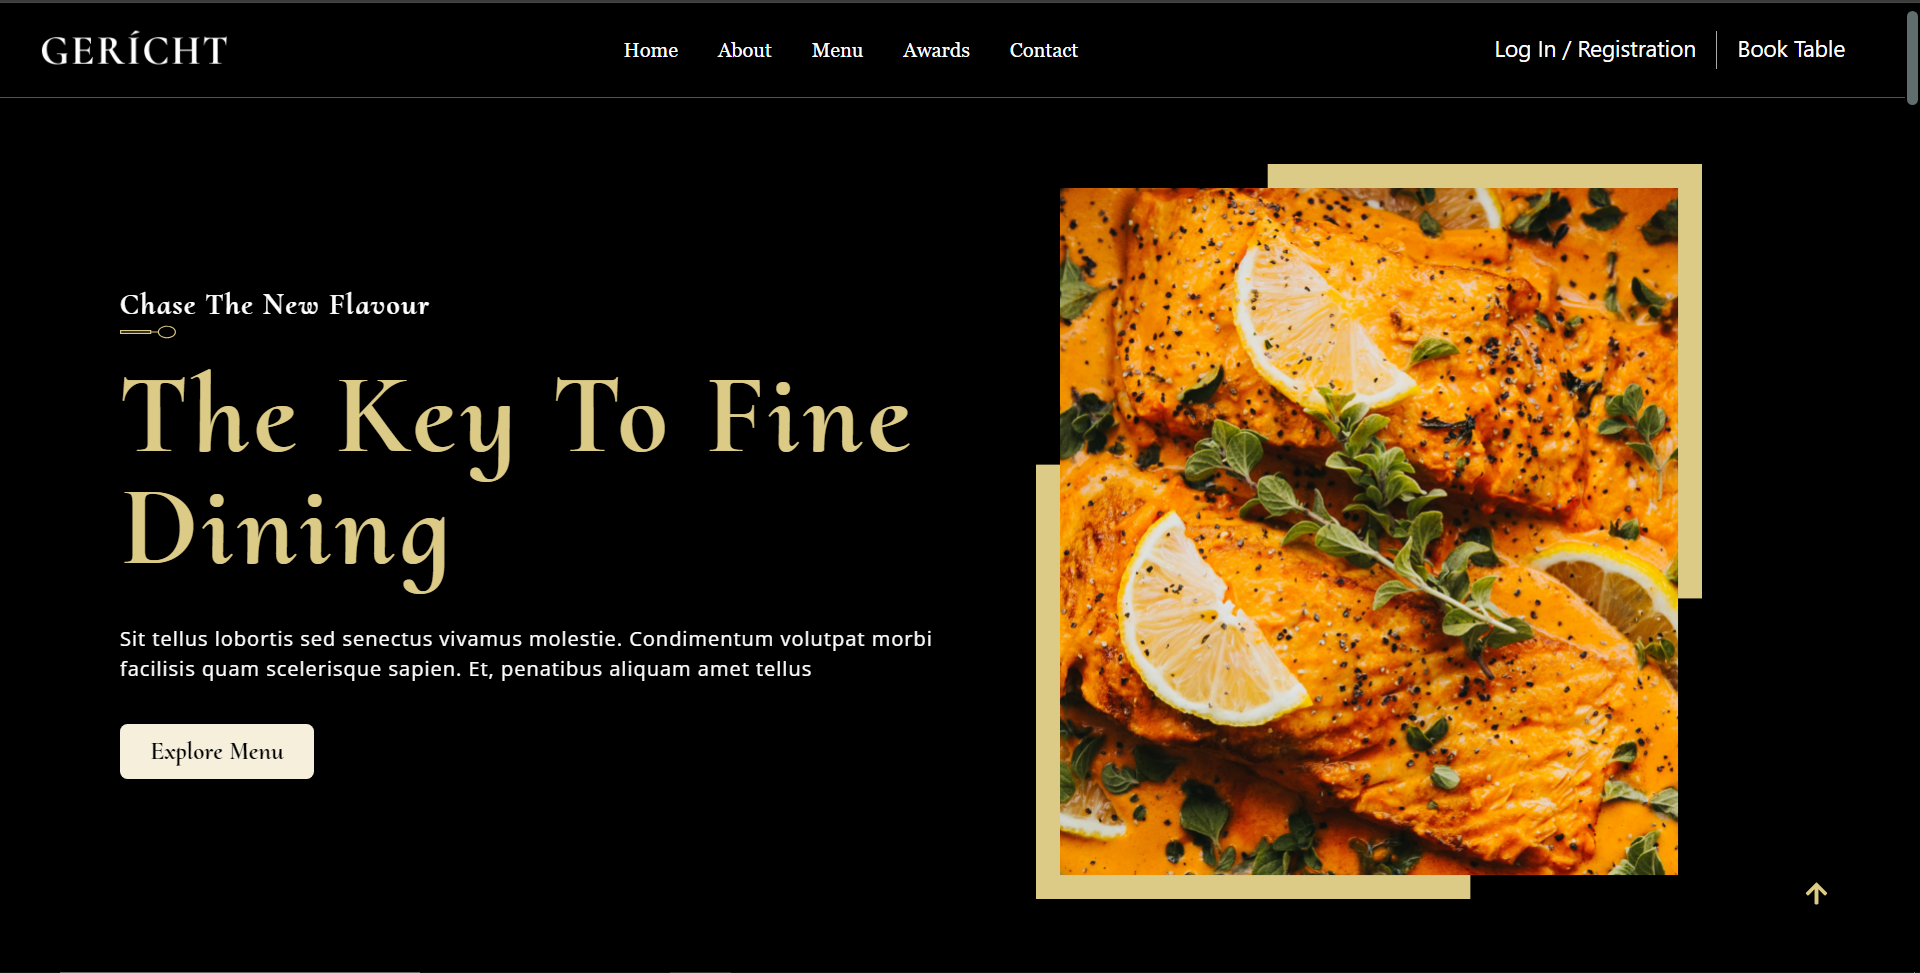 GERÍCHT
Home About Menu Awards Contact
Log In / Registration Book Table
Chase The New Flavour
The Key To Fine
Dining
Sit tellus lobortis sed senectus vivamus molestie. Condimentum volutpat morbi
facilisis quam scelerisque sapien. Et, penatibus aliquam amet tellus
Explore Menu